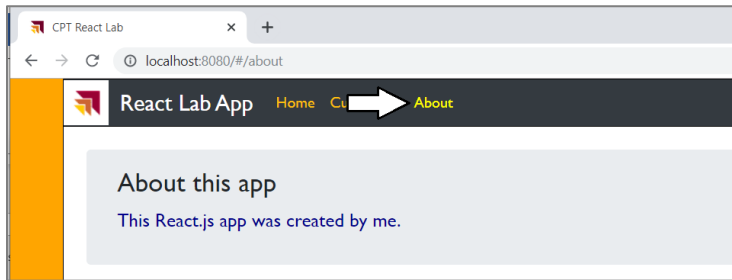 CPT React Lab
localhost:8080/#/about
React Lab App Home Cu About
About this app
This React.js app was created by me.